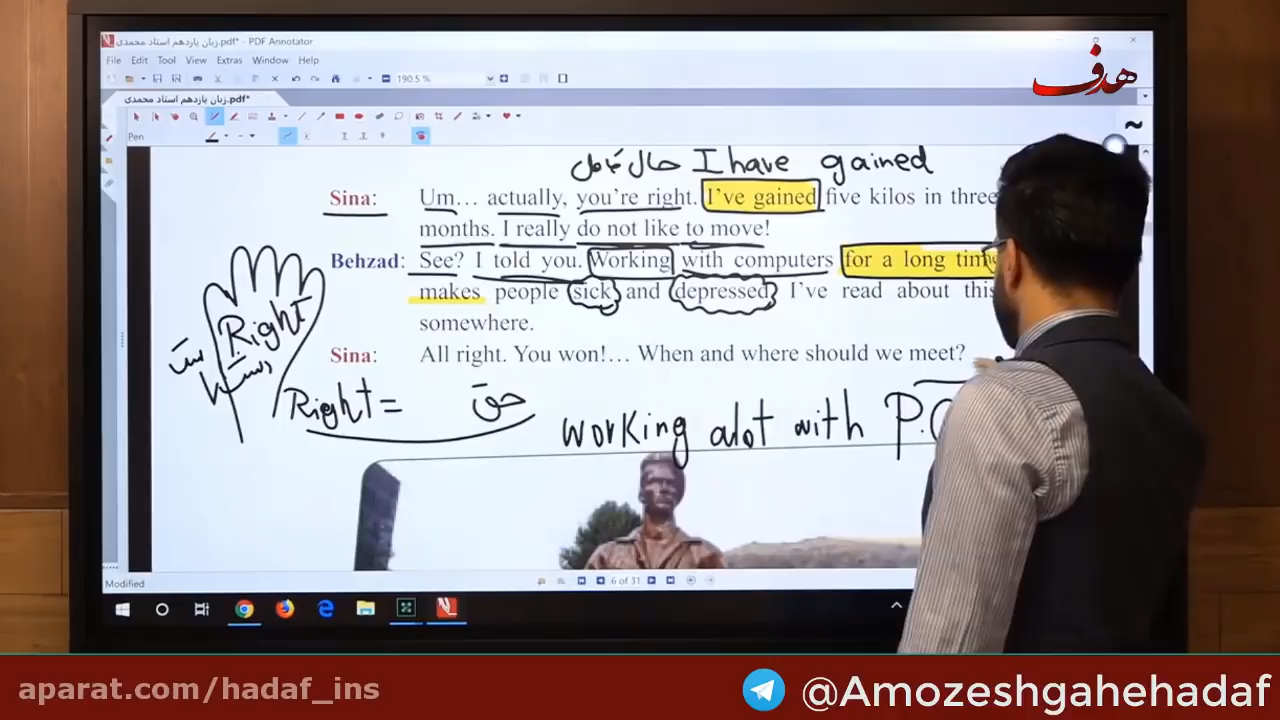 زبان یازدهم استاد محمدی.pdf* - PDF Annotator
هدف
File Edit Tool View Extras Window Help
190.5 %
زبان یازدهم استاد محمدی.pdf*
Pen
I have gained
Sina: Um... actually, you're right. I've gained five kilos in three
months. I really do not like to move!
Behzad: See? I told you. Working with computers for a long time
makes people sick and depressed. I've read about this
somewhere.
Right
Sina: All right. You won!... When and where should we meet?
راست
Right = حق
working alot with P.C
Modified
6 of 31
aparat.com/hadaf_ins
@Amozeshgahehadaf